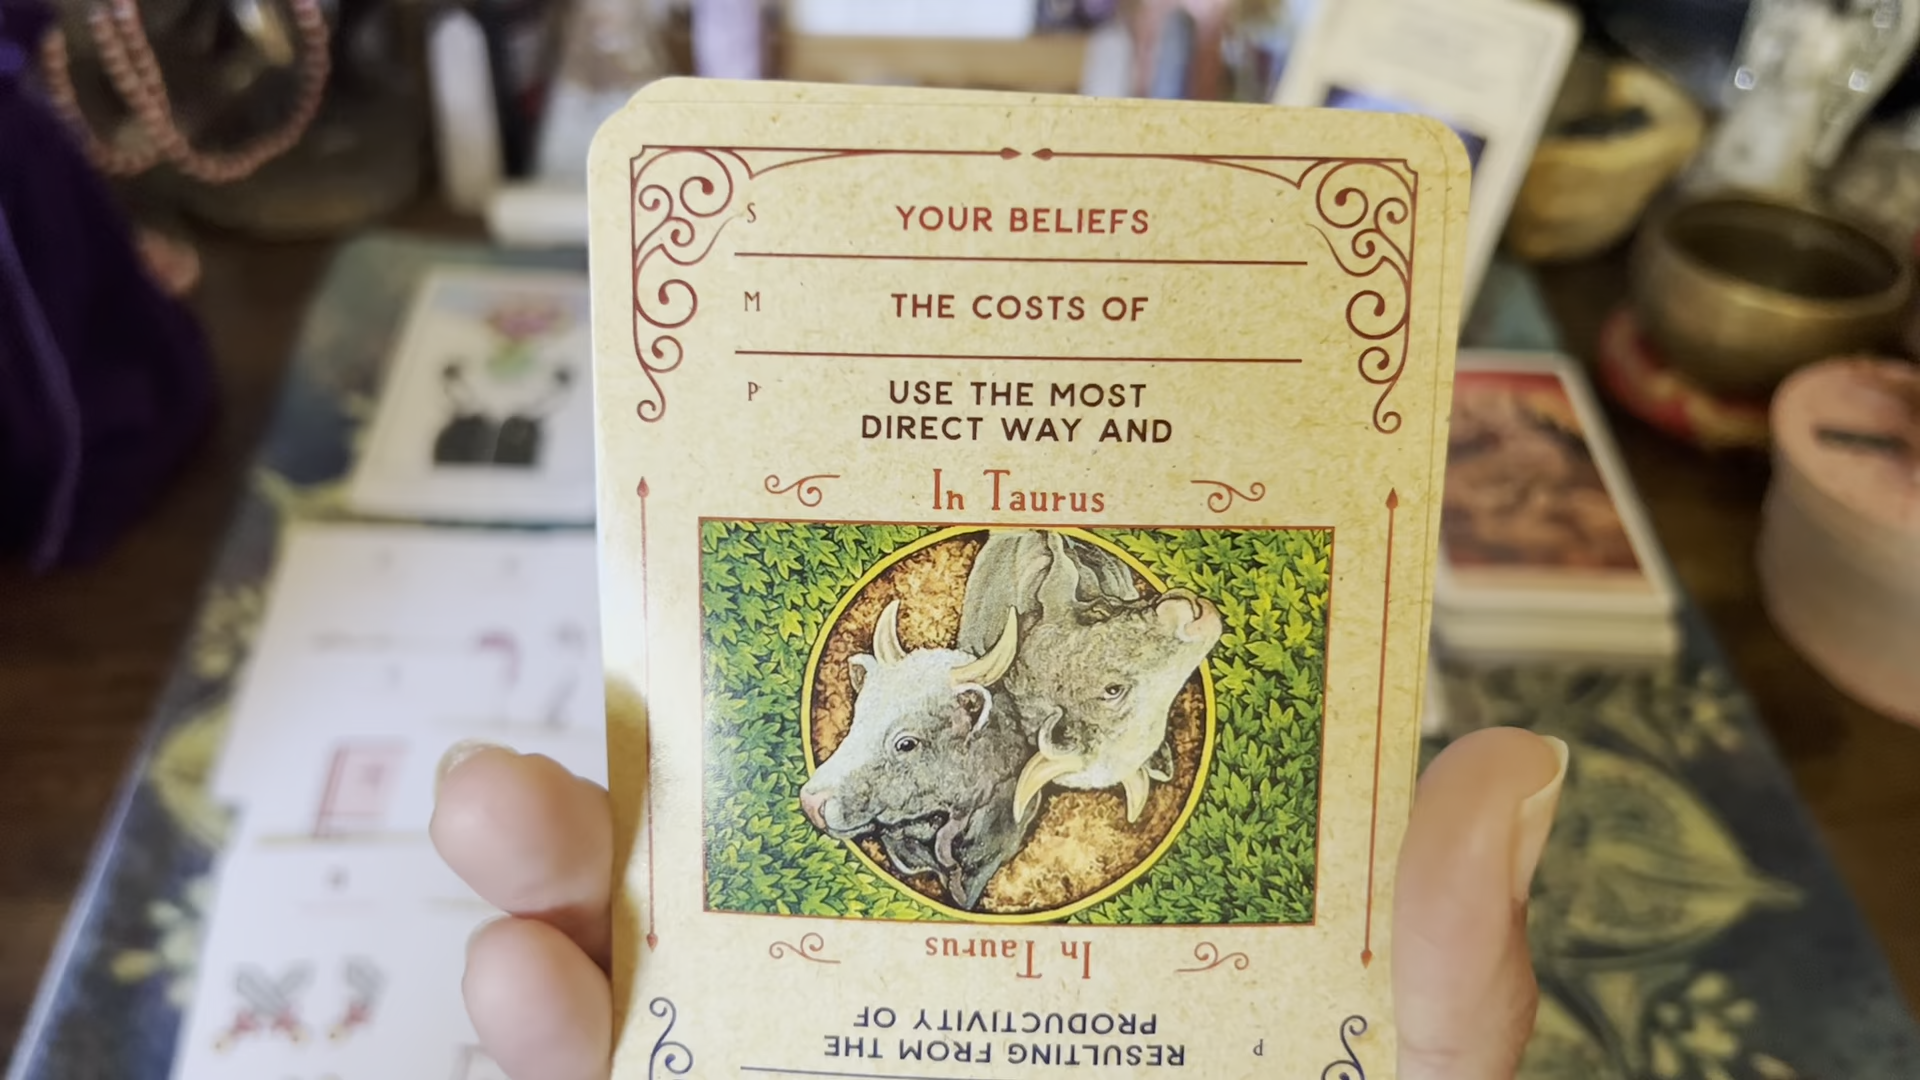 S YOUR BELIEFS
M THE COSTS OF
P USE THE MOST
DIRECT WAY AND
In Taurus
In Taurus
PRODUCTIVITY OF
P RESULTING FROM THE